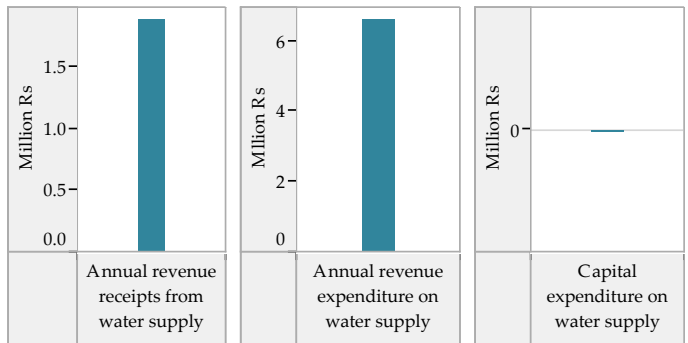 Million Rs
1.5
1.0
0.5
0.0
Annual revenue
receipts from
water supply
Mllion Rs
6
4
2
0
Annual revenue
expenditure on
water supply
Million Rs
0
Capital
expenditure on
water supply